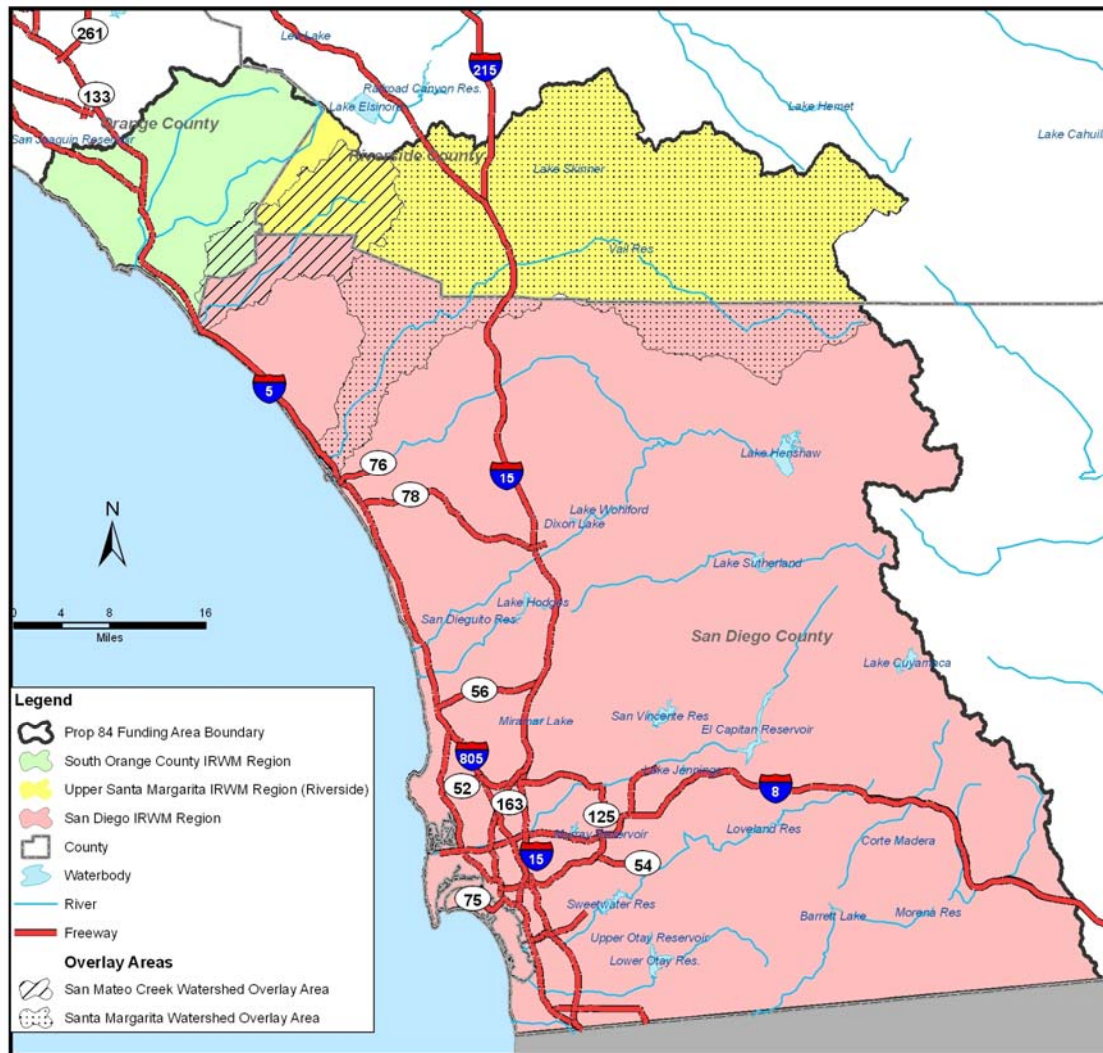 261
Lee Lake
215
133
Railroad Canyon Res.
Lake Elsinore
Lake Hemet
Orange County
San Joaquin Reservoir
Riverside County
Lake Cahuilla
Lake Skinner
Vail Res
5
76
Lake Henshaw
15
78
N
Lake Wohlford
Dixon Lake
Lake Sutherland
0 4 8 16
Miles
Lake Hodges
San Dieguito Res.
San Diego County
Lake Cuyamaca
56
San Vincente Res
Miramar Lake
El Capitan Reservoir
805
Lake Jennings
52
163
8
125
Murray Reservoir
Loveland Res
Corte Madera
15
54
75
Sweetwater Res
Barrett Lake
Morena Res
Upper Otay Reservoir
Lower Otay Res.
Legend
Prop 84 Funding Area Boundary
South Orange County IRWM Region
Upper Santa Margarita IRWM Region (Riverside)
San Diego IRWM Region
County
Waterbody
River
Freeway
Overlay Areas
San Mateo Creek Watershed Overlay Area
Santa Margarita Watershed Overlay Area